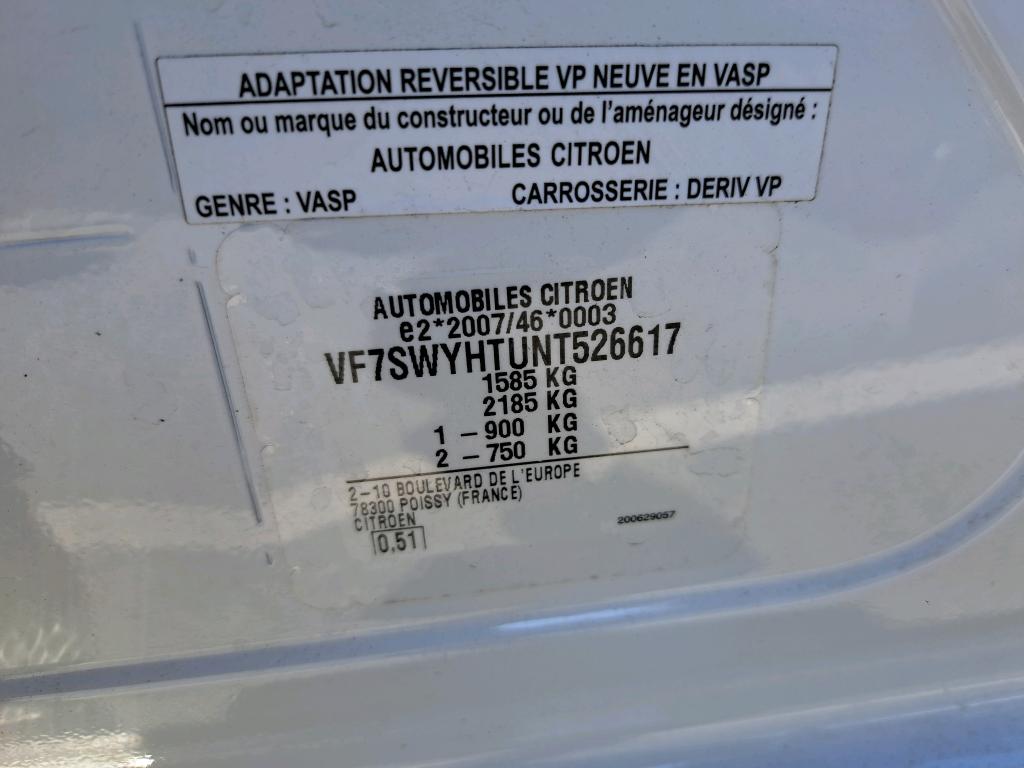 ADAPTATION REVERSIBLE VP NEUVE EN VASP
Nom ou marque du constructeur ou de l'aménageur désigné :
AUTOMOBILES CITROEN
GENRE : VASP CARROSSERIE : DERIV VP
AUTOMOBILES CITROEN
e2*2007/46*0003
VF7SWYHTUNT526617
1585 KG
2185 KG
1 - 900 KG
2 - 750 KG
2-10 BOULEVARD DE L'EUROPE
78300 POISSY (FRANCE)
CITROEN
0,51
200629057